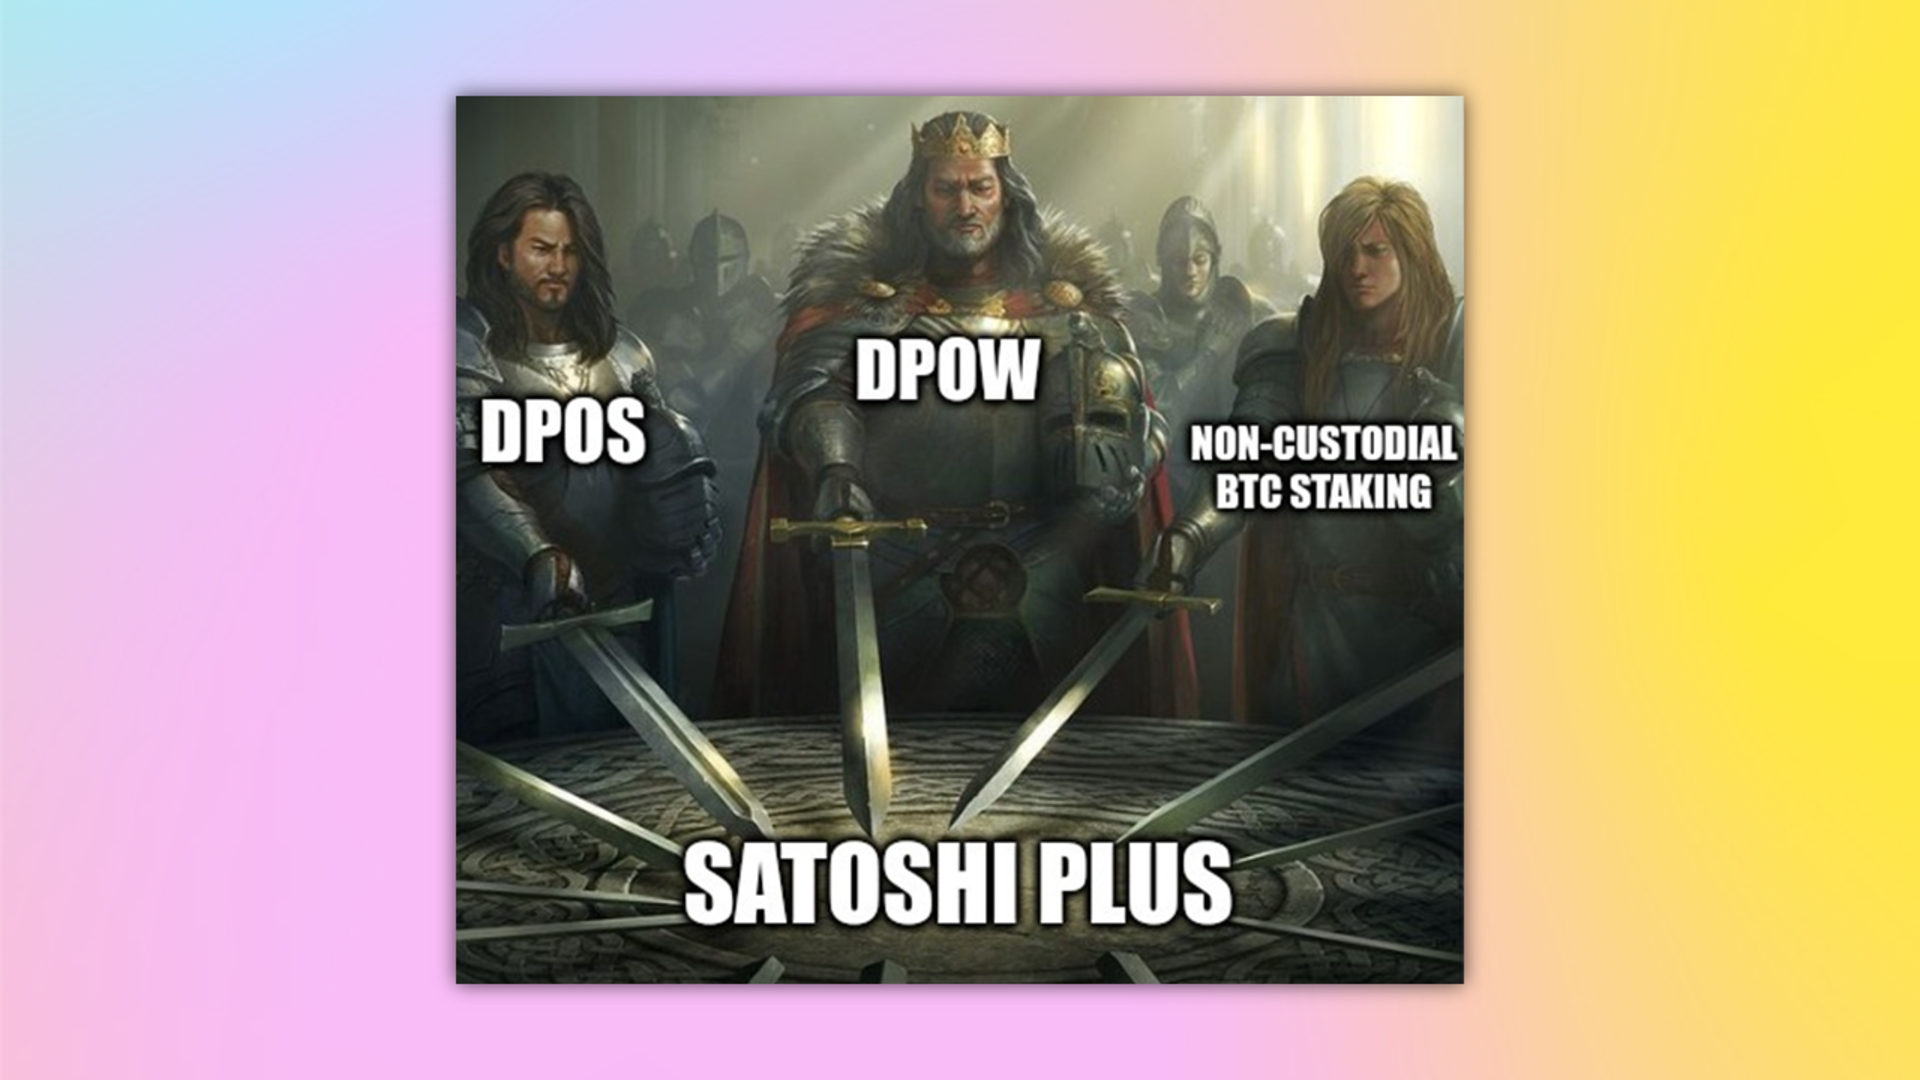 DPOW
DPOS
NON-CUSTODIAL
BTC STAKING
SATOSHI PLUS